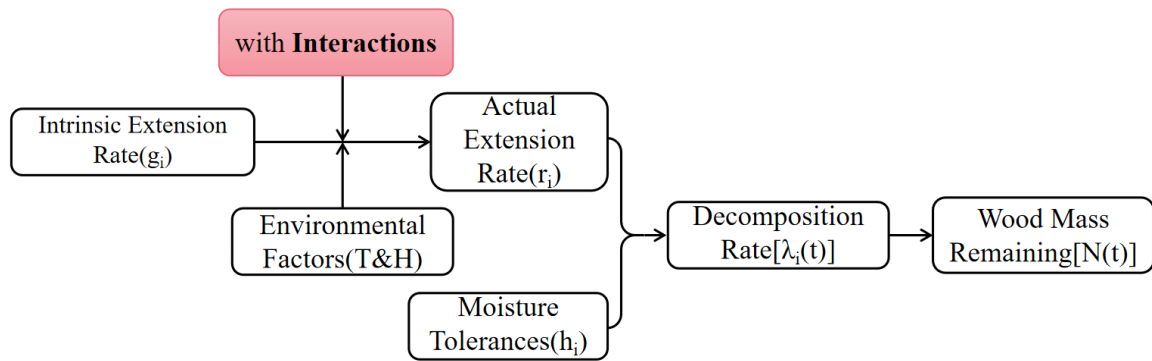 with Interactions
Intrinsic Extension
Rate(gᵢ)
Actual
Extension
Rate(rᵢ)
Environmental
Factors(T&H)
Moisture
Tolerances(hᵢ)
Decomposition
Rate[λᵢ(t)]
Wood Mass
Remaining[N(t)]